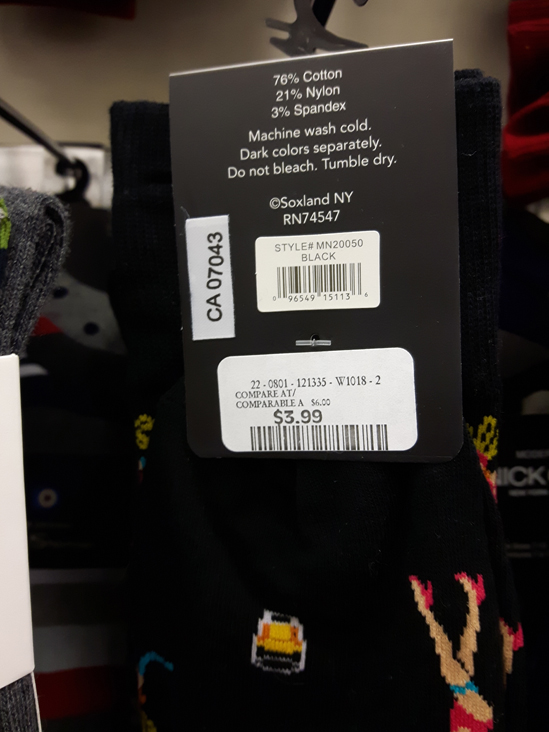 76% Cotton
21% Nylon
3% Spandex
Machine wash cold.
Dark colors separately.
Do not bleach. Tumble dry.
©Soxland NY
RN74547
CA 07043
STYLE# MN20050
BLACK
0 96549 15113 6
22 - 0801 - 121335 - W1018 - 2
COMPARE AT/
COMPARABLE A $6.00
$3.99